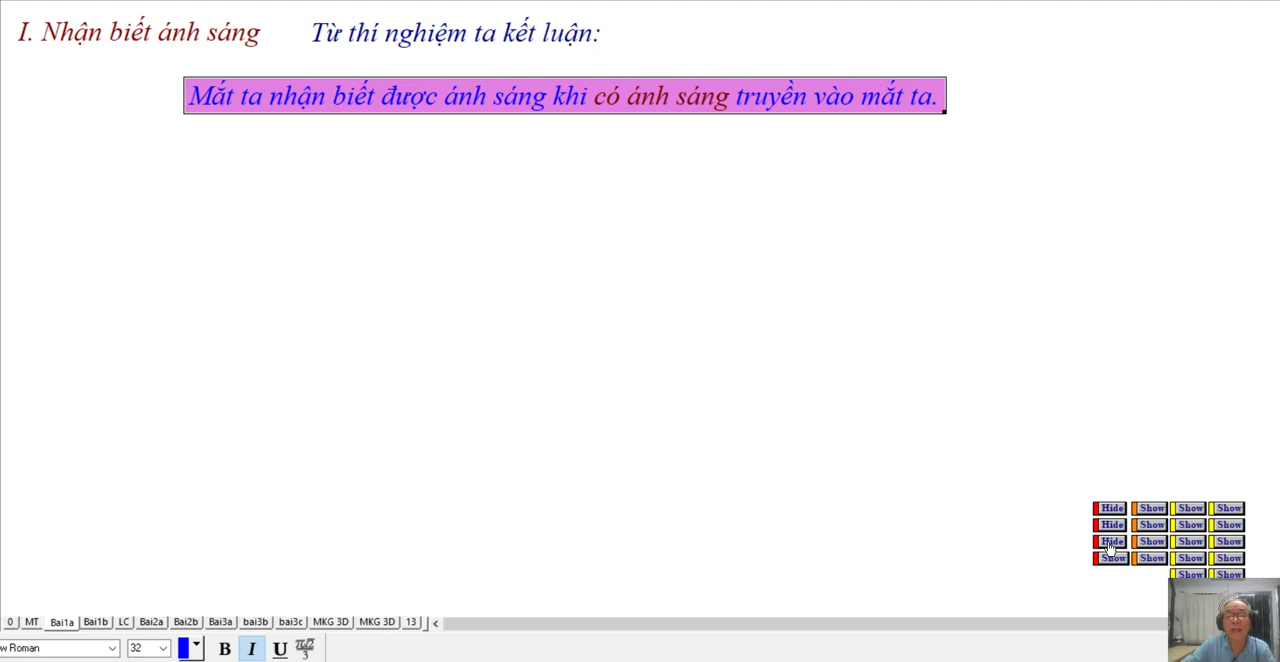 I. Nhận biết ánh sáng Từ thí nghiệm ta kết luận:
Mắt ta nhận biết được ánh sáng khi có ánh sáng truyền vào mắt ta.
Hide Show Show Show
Hide Show Show Show
Hide Show Show Show
Show Show Show Show
Show Show
0 MT Bai1a Bai1b LC Bai2a Bai2b Bai3a bai3b bai3c MKG 3D MKG 3D 13
w Roman 32 B I U